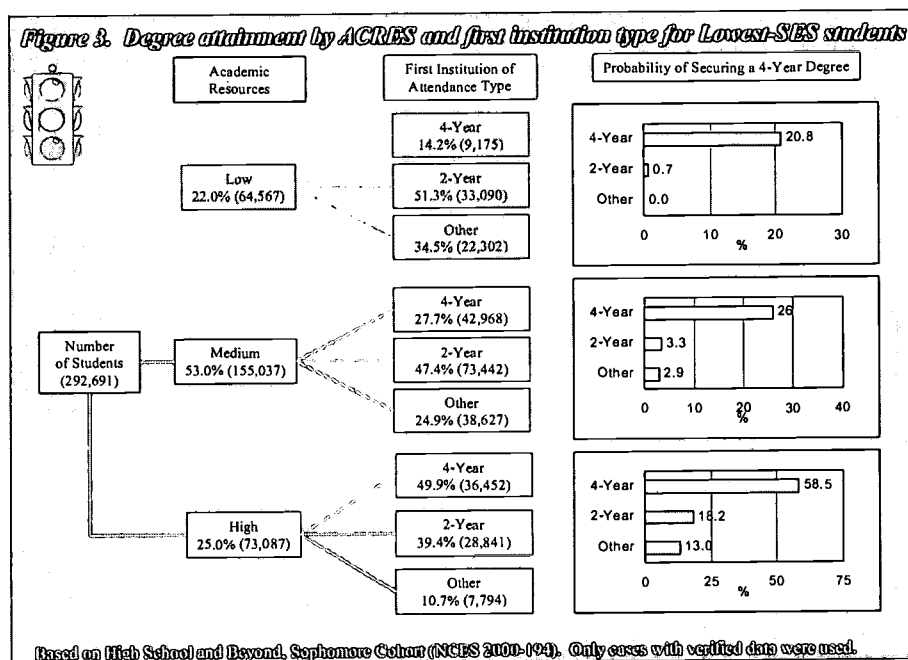 Figure 3. Degree attainment by ACRES and first institution type for Lowest-SES students
Academic
Resources
First Institution of
Attendance Type
Probability of Securing a 4-Year Degree
Number
of Students
(292,691)
Low
22.0% (64,567)
4-Year
14.2% (9,175)
2-Year
51.3% (33,090)
Other
34.5% (22,302)
4-Year
20.8
2-Year
0.7
Other
0.0
0 10 20 30
%
Medium
53.0% (155,037)
4-Year
27.7% (42,968)
2-Year
47.4% (73,442)
Other
24.9% (38,627)
4-Year
26
2-Year
3.3
Other
2.9
0 10 20 30 40
%
High
25.0% (73,087)
4-Year
49.9% (36,452)
2-Year
39.4% (28,841)
Other
10.7% (7,794)
4-Year
58.5
2-Year
18.2
Other
13.0
0 25 50 75
%
Based on High School and Beyond, Sophomore Cohort (NCES 2000-194). Only cases with verified data were used.